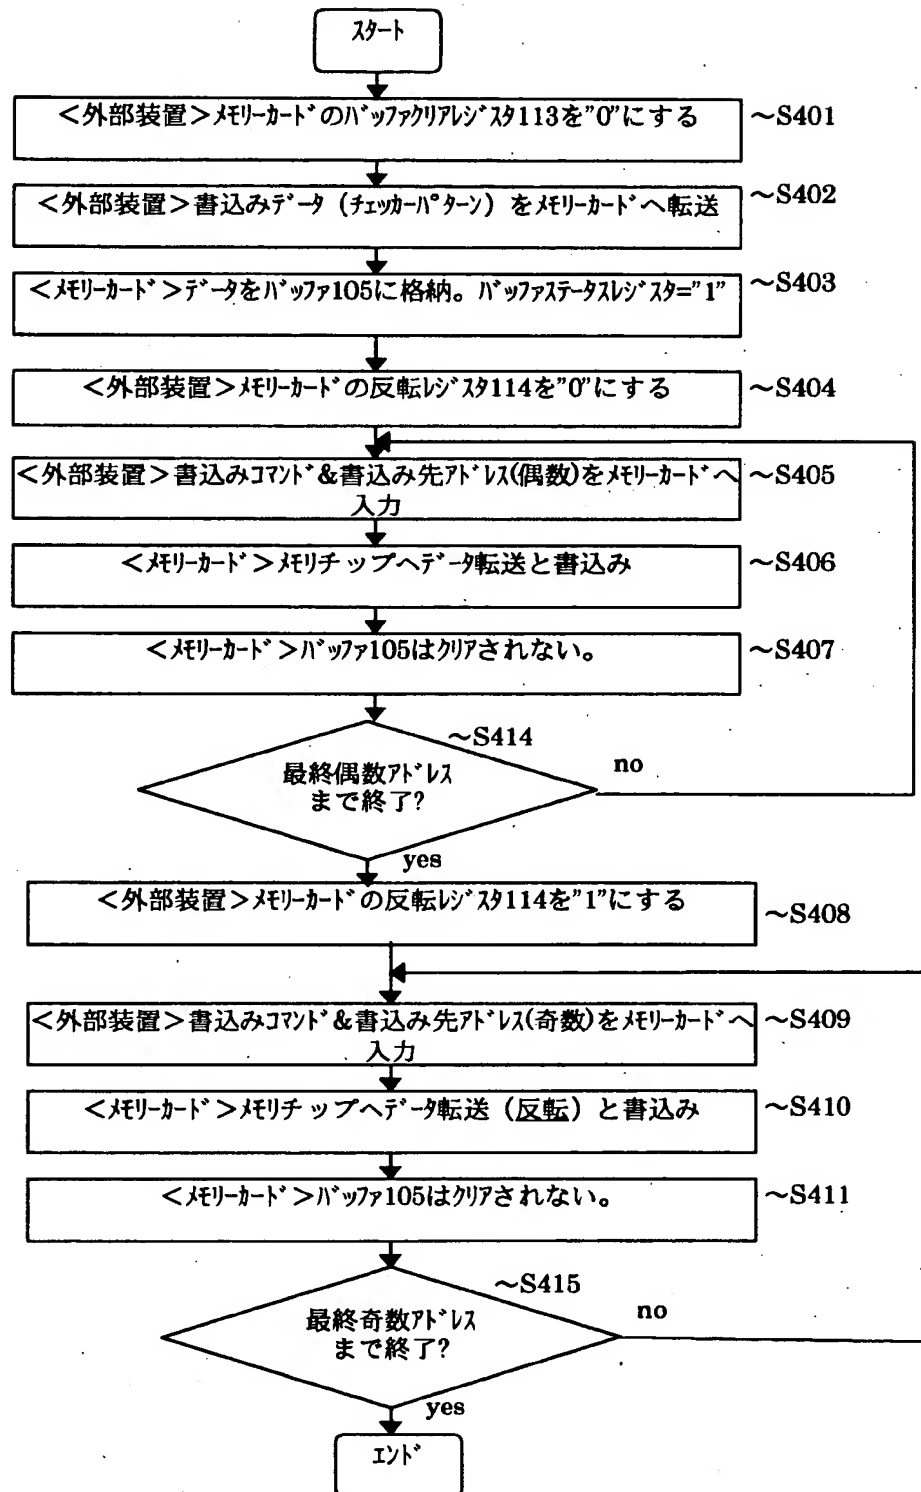 スタート
<外部装置>メモリーカードのバッファクリアレジスタ113を"0"にする
~S401
<外部装置>書込みデータ（チェッカーパターン）をメモリーカードへ転送
~S402
<メモリーカード>データをバッファ105に格納。バッファステータスレジスタ="1"
~S403
<外部装置>メモリーカードの反転レジスタ114を"0"にする
~S404
<外部装置>書込みコマンド&書込み先アドレス(偶数)をメモリーカードへ
入力
~S405
<メモリーカード>メモリチップへデータ転送と書込み
~S406
<メモリーカード>バッファ105はクリアされない。
~S407
~S414
最終偶数アドレス
まで終了?
no
yes
<外部装置>メモリーカードの反転レジスタ114を"1"にする
~S408
<外部装置>書込みコマンド&書込み先アドレス(奇数)をメモリーカードへ
入力
~S409
<メモリーカード>メモリチップへデータ転送（反転）と書込み
~S410
<メモリーカード>バッファ105はクリアされない。
~S411
~S415
最終奇数アドレス
まで終了?
no
yes
エンド